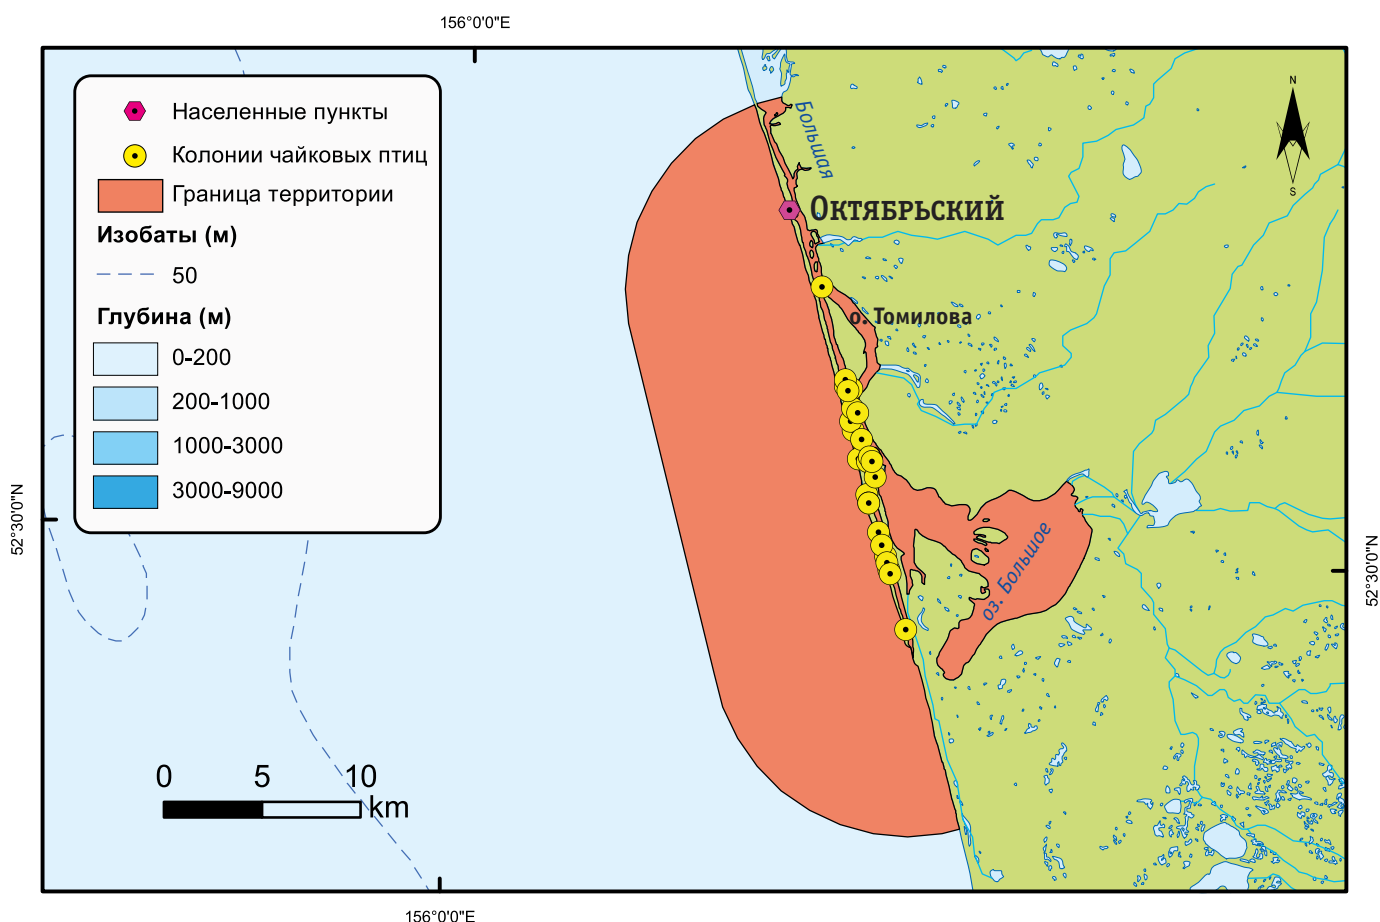 156°0'0"E
Населенные пункты
Колонии чайковых птиц
Граница территории
Изобаты (м)
50
Глубина (м)
0-200
200-1000
1000-3000
3000-9000
N
S
Большая
Октябрьский
о. Томилова
оз. Большое
52°30'0"N
52°30'0"N
0 5 10
km
156°0'0"E